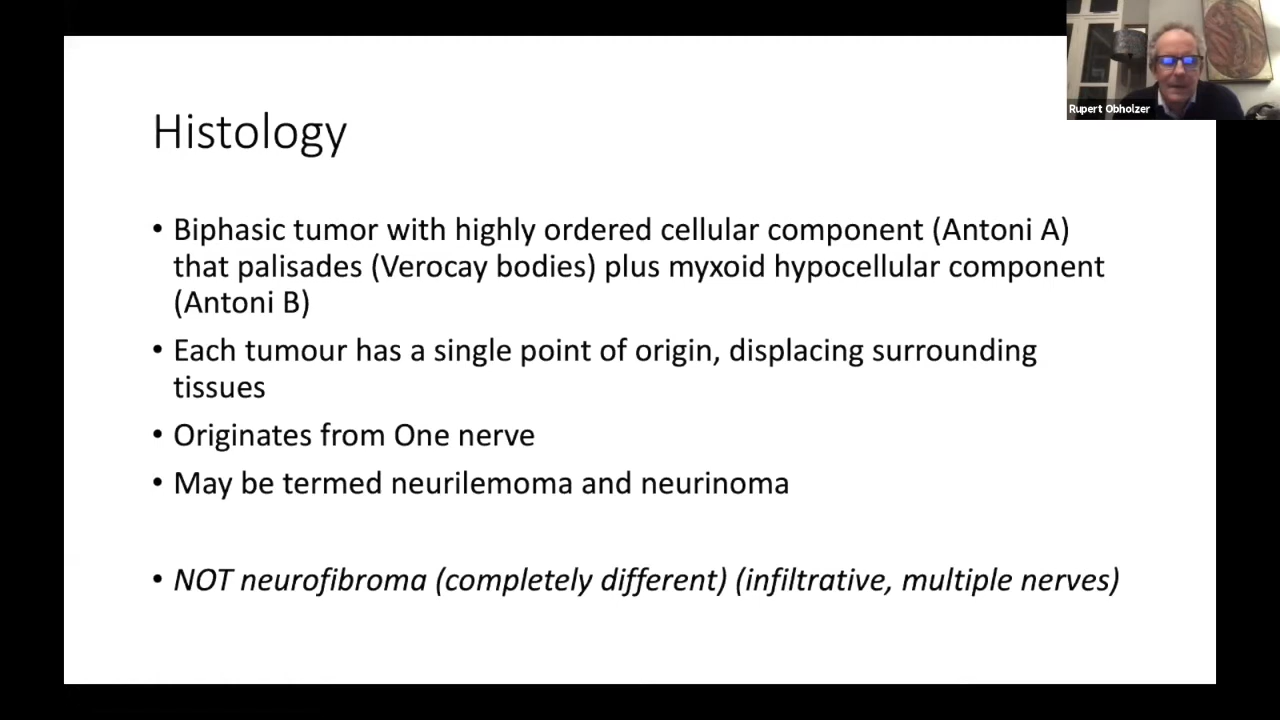 Rupert Obholzer
Histology
• Biphasic tumor with highly ordered cellular component (Antoni A)
that palisades (Verocay bodies) plus myxoid hypocellular component
(Antoni B)
• Each tumour has a single point of origin, displacing surrounding
tissues
• Originates from One nerve
• May be termed neurilemoma and neurinoma
• NOT neurofibroma (completely different) (infiltrative, multiple nerves)